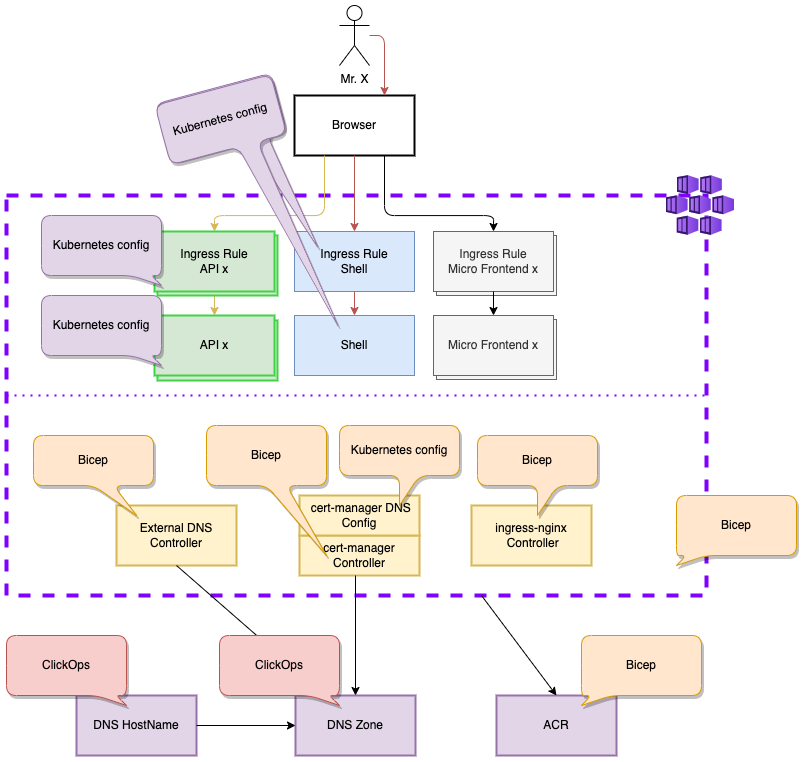 Mr. X
Browser
Kubernetes config
Kubernetes config
Ingress Rule
API x
Ingress Rule
Shell
Ingress Rule
Micro Frontend x
Kubernetes config
API x
Shell
Micro Frontend x
Bicep
Bicep
Kubernetes config
Bicep
External DNS
Controller
cert-manager DNS
Config
cert-manager
Controller
ingress-nginx
Controller
Bicep
ClickOps
ClickOps
Bicep
DNS HostName
DNS Zone
ACR